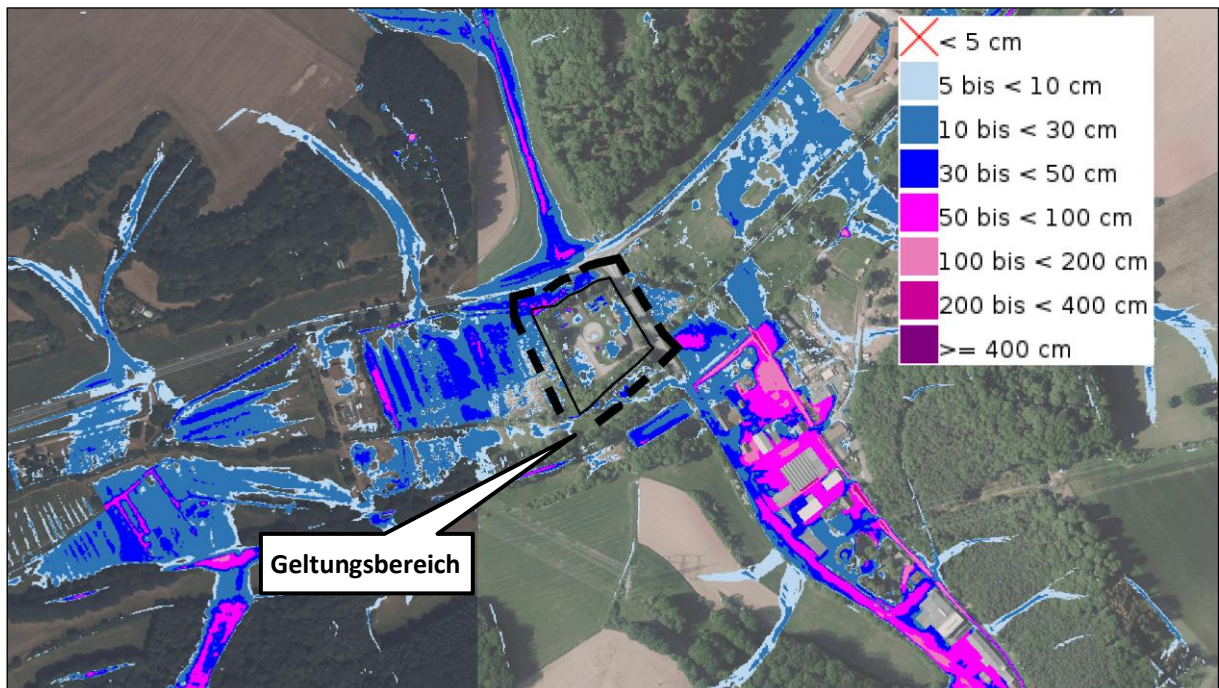 < 5 cm
5 bis < 10 cm
10 bis < 30 cm
30 bis < 50 cm
50 bis < 100 cm
100 bis < 200 cm
200 bis < 400 cm
>= 400 cm
Geltungsbereich